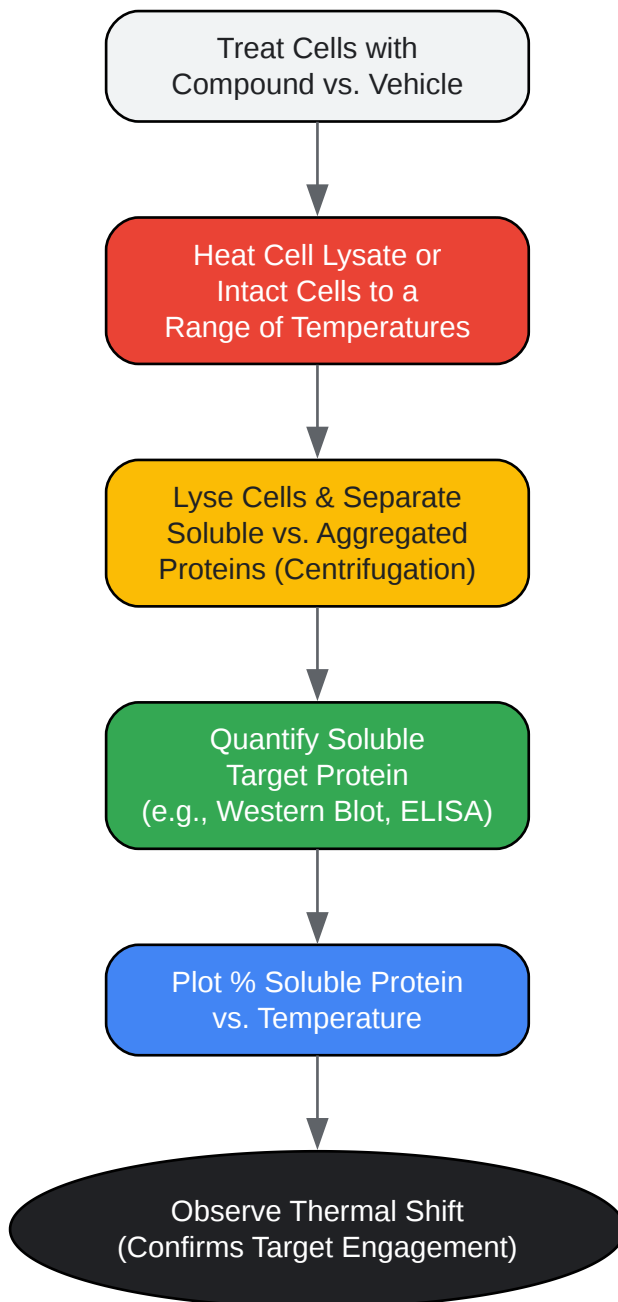 Treat Cells with
Compound vs. Vehicle
Heat Cell Lysate or
Intact Cells to a
Range of Temperatures
Lyse Cells & Separate
Soluble vs. Aggregated
Proteins (Centrifugation)
Quantify Soluble
Target Protein
(e.g., Western Blot, ELISA)
Plot % Soluble Protein
vs. Temperature
Observe Thermal Shift
(Confirms Target Engagement)